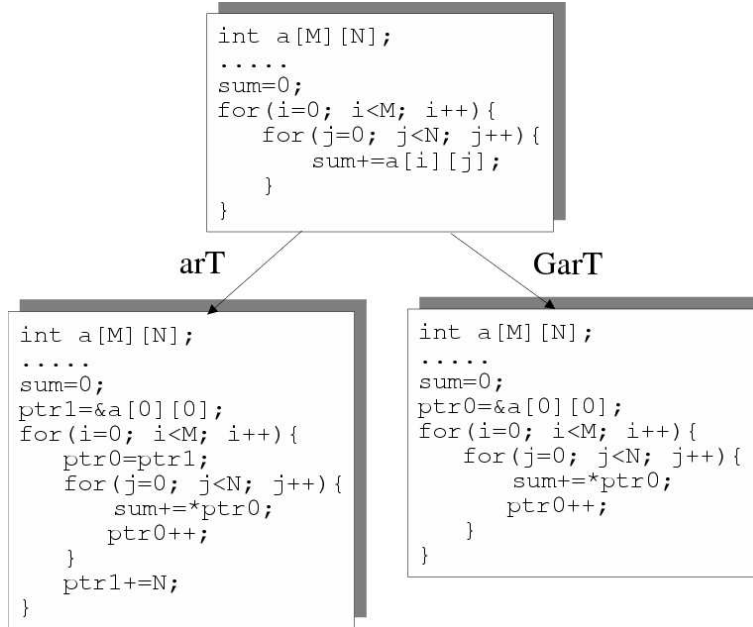 int a[M][N];
.....
sum=0;
for(i=0; i<M; i++){
for(j=0; j<N; j++){
sum+=a[i][j];
}
}
arT
GarT
int a[M][N];
.....
sum=0;
ptr1=&a[0][0];
for(i=0; i<M; i++){
ptr0=ptr1;
for(j=0; j<N; j++){
sum+=*ptr0;
ptr0++;
}
ptr1+=N;
}
int a[M][N];
.....
sum=0;
ptr0=&a[0][0];
for(i=0; i<M; i++){
for(j=0; j<N; j++){
sum+=*ptr0;
ptr0++;
}
}